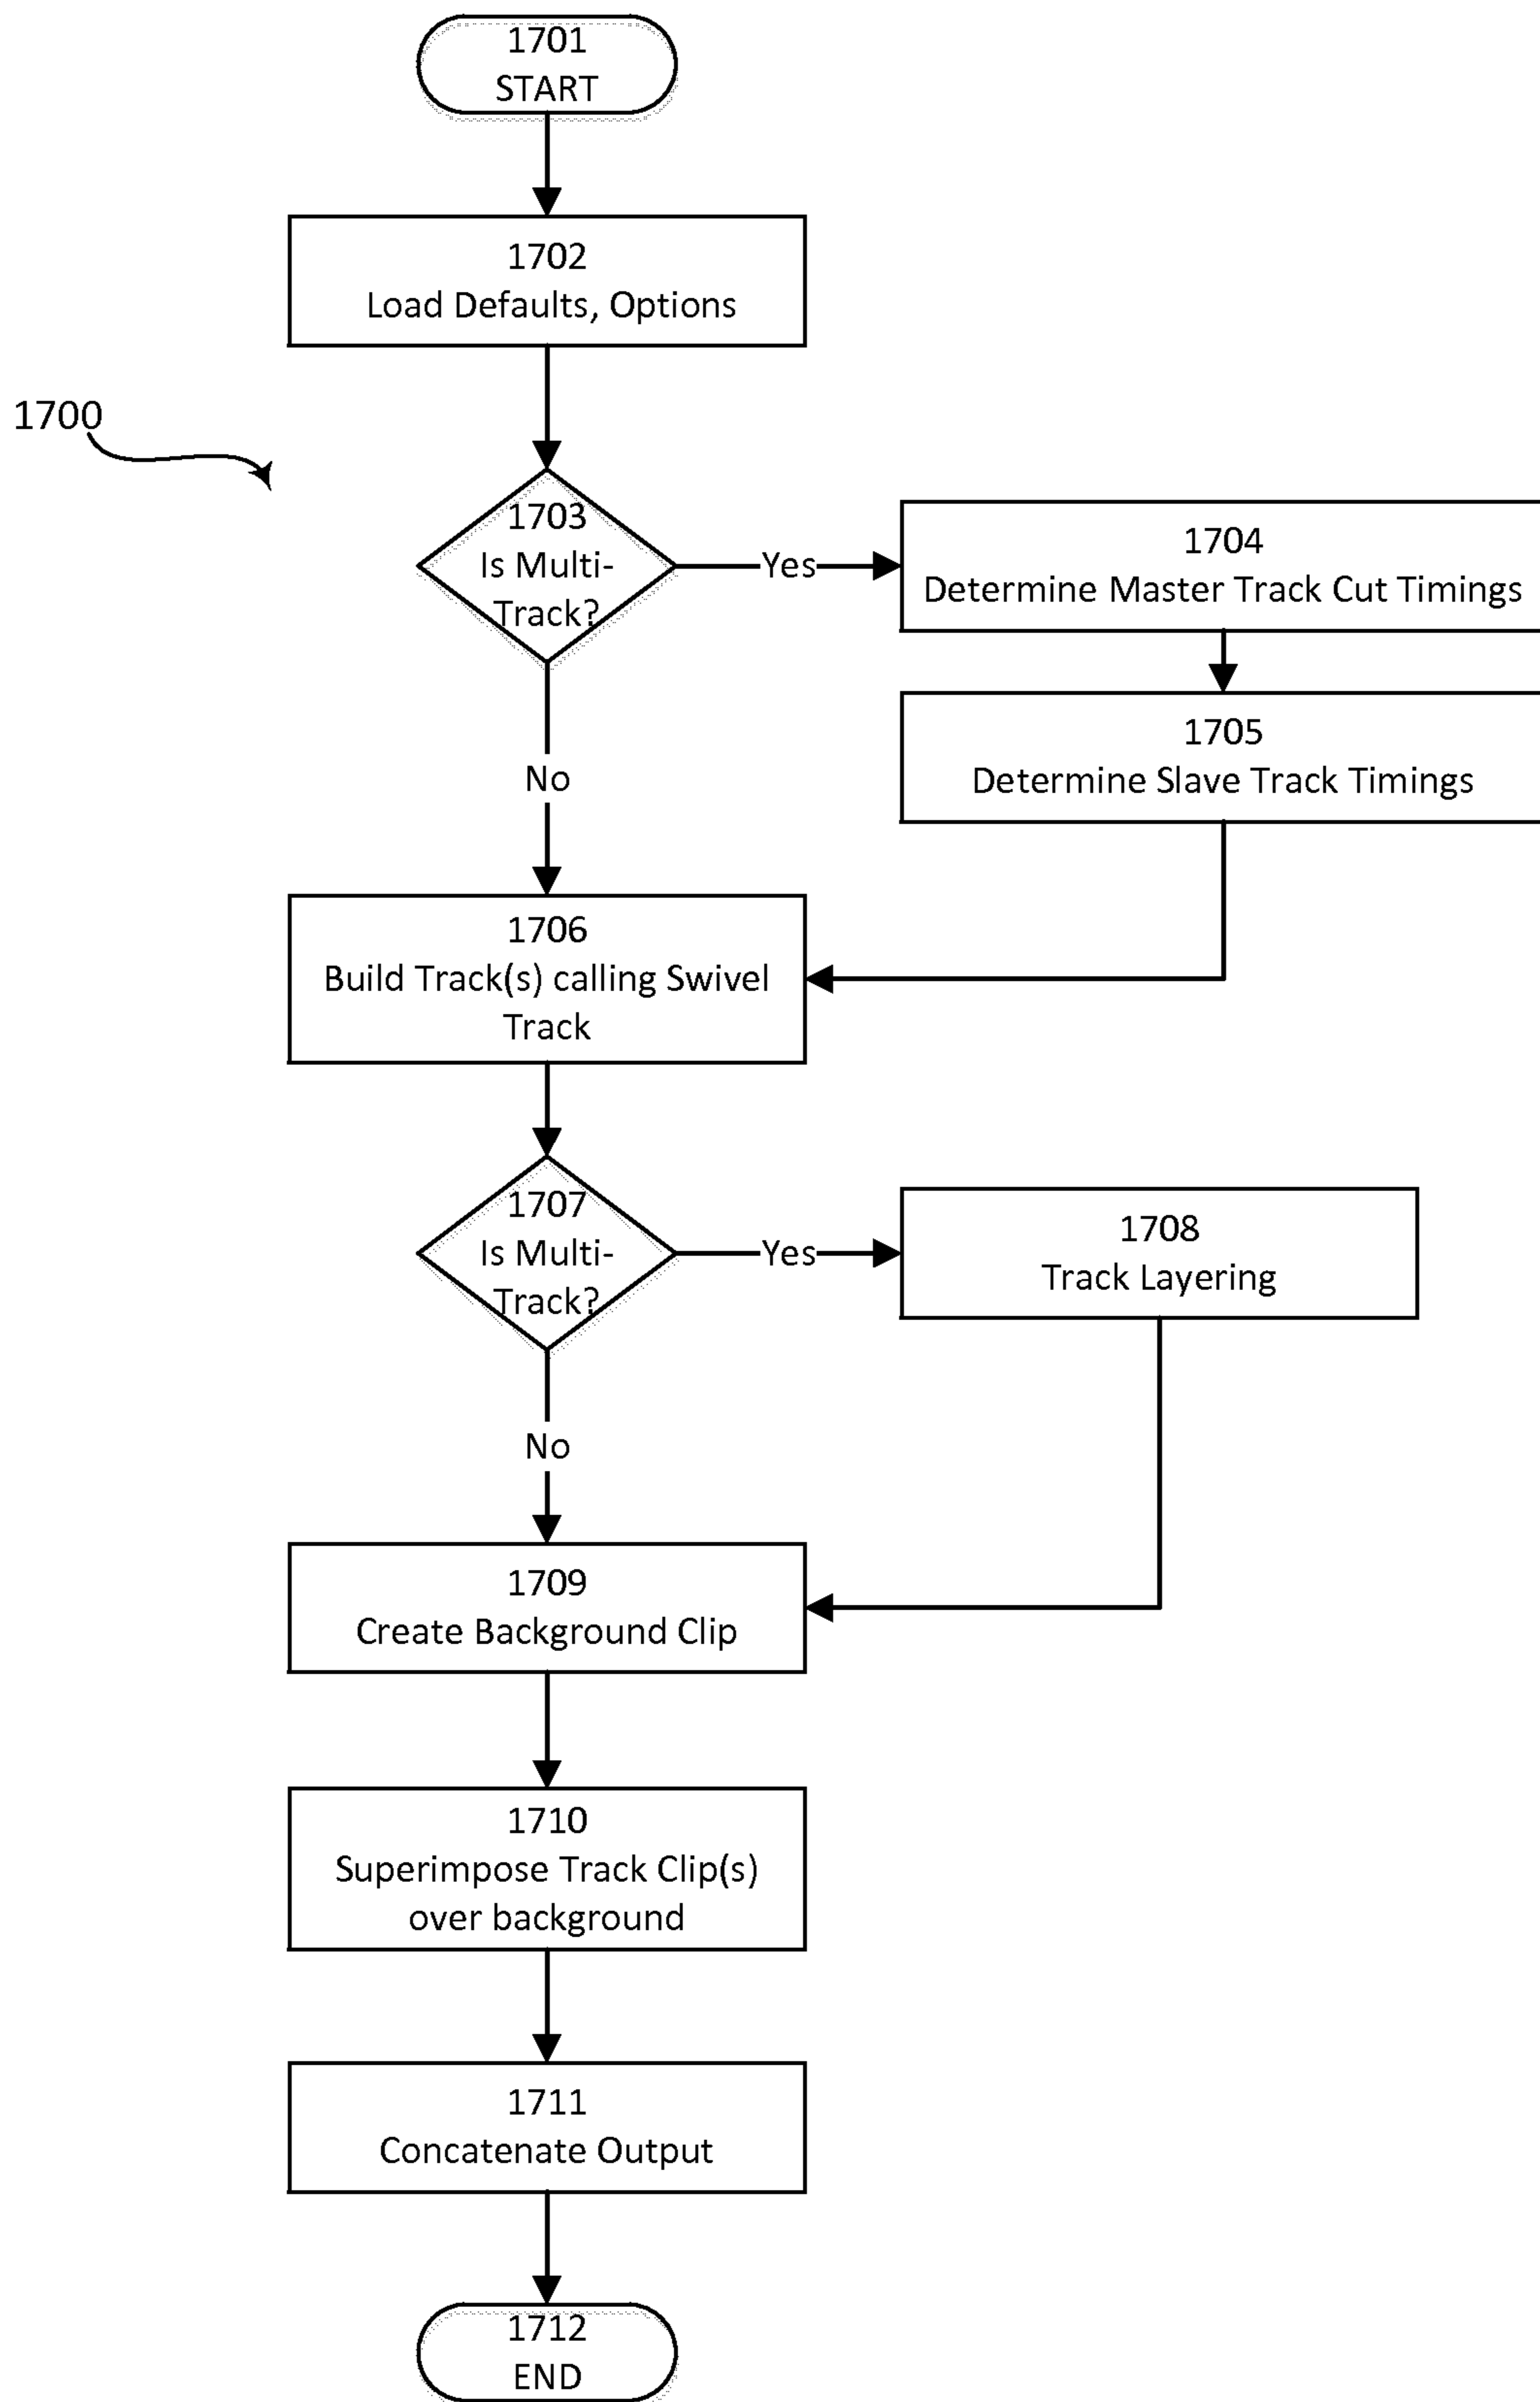 1701
START
1702
Load Defaults, Options
1700
1703
Is Multi-
Track?
Yes
1704
Determine Master Track Cut Timings
1705
Determine Slave Track Timings
No
1706
Build Track(s) calling Swivel
Track
1707
Is Multi-
Track?
Yes
1708
Track Layering
No
1709
Create Background Clip
1710
Superimpose Track Clip(s)
over background
1711
Concatenate Output
1712
END